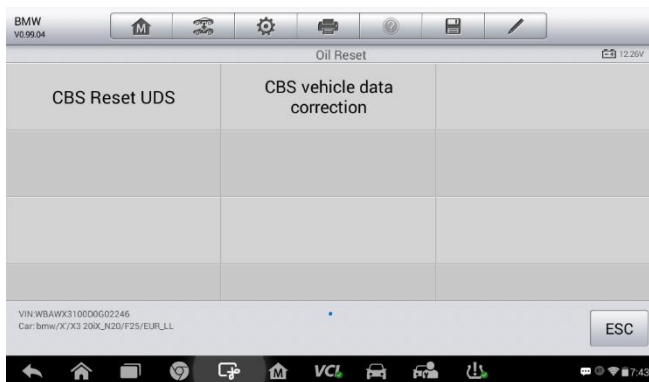 BMW
V0.99.04
M
Oil Reset
12.26V
CBS Reset UDS
CBS vehicle data
correction
VIN:WBAWX310000G02246
Car: bmw/X'/X3 20iX_N20/F25/EUR_LL
ESC
M
VCI
7:43